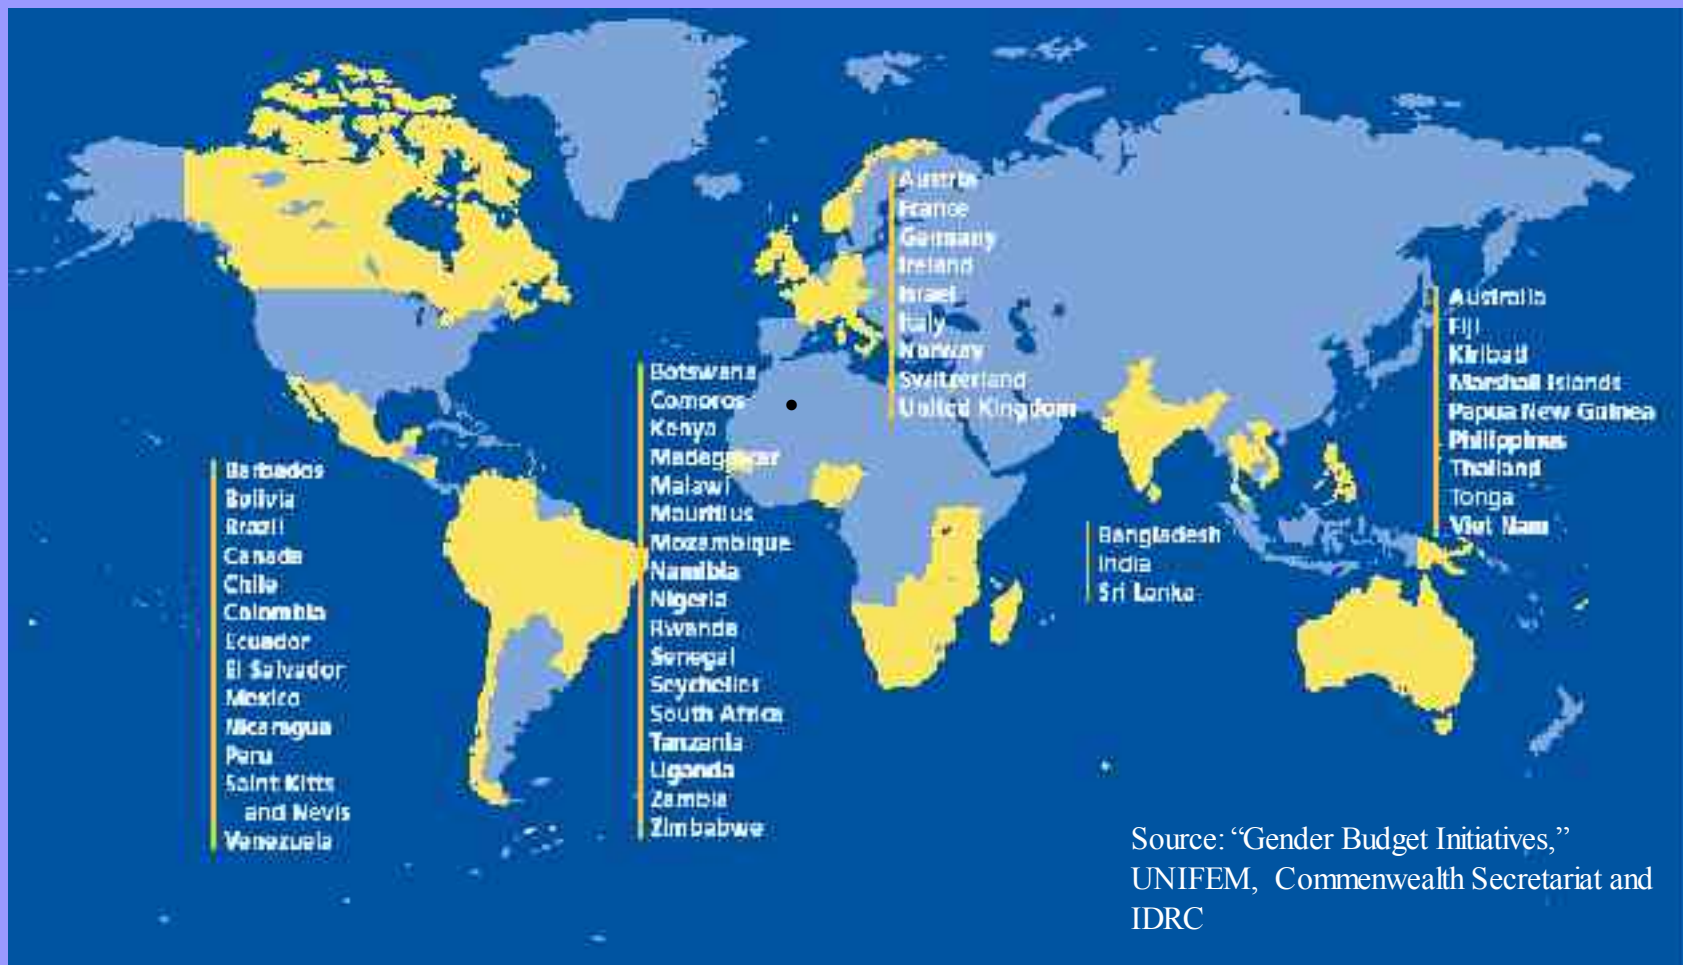 Austria
France
Germany
Ireland
Israel
Italy
Norway
Switzerland
United Kingdom
Australia
Fiji
Kiribati
Marshall Islands
Papua New Guinea
Philippines
Thailand
Tonga
Viet Nam
Botswana
Comoros
Kenya
Madagascar
Malawi
Mauritius
Mozambique
Namibia
Nigeria
Rwanda
Senegal
Seychelles
South Africa
Tanzania
Uganda
Zambia
Zimbabwe
Barbados
Bolivia
Brazil
Canada
Chile
Colombia
Ecuador
El Salvador
Mexico
Nicaragua
Peru
Saint Kitts
and Nevis
Venezuela
Bangladesh
India
Sri Lanka
Source: “Gender Budget Initiatives,”
UNIFEM, Commenwealth Secretariat and
IDRC